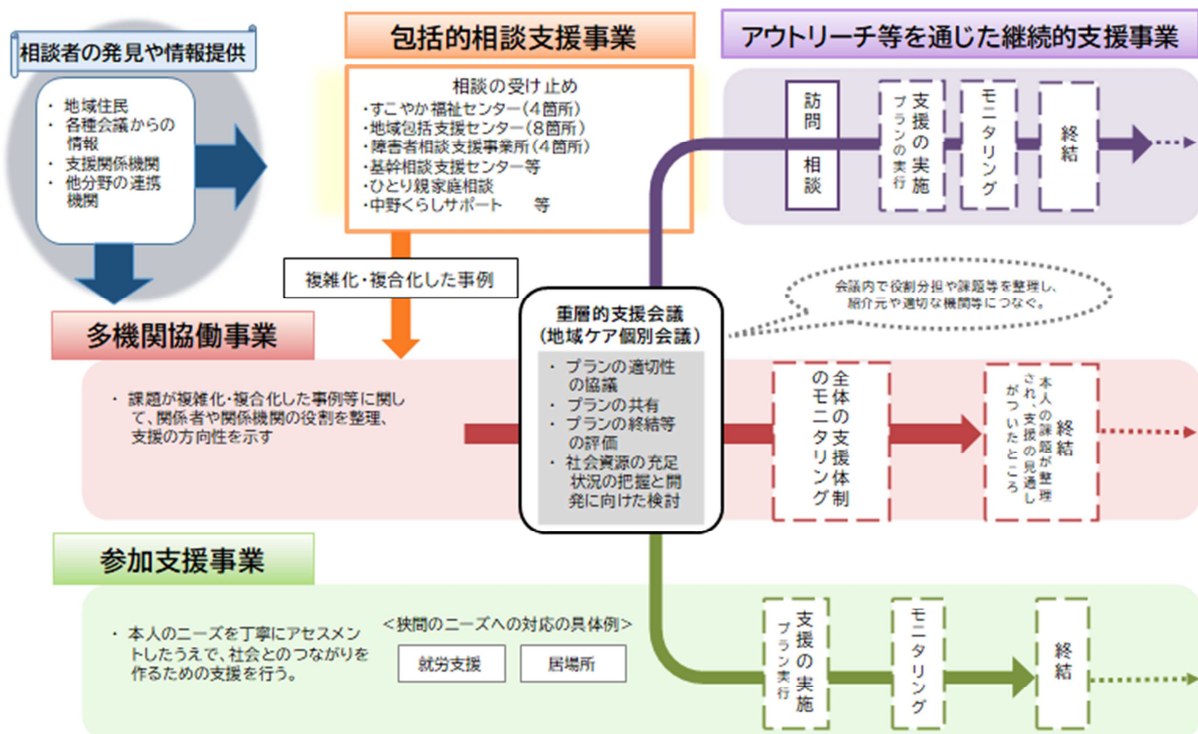 相談者の発見や情報提供
・ 地域住民
・ 各種会議からの
情報
・ 支援関係機関
・ 他分野の連携
機関
包括的相談支援事業
相談の受け止め
・すこやか福祉センター(4箇所)
・地域包括支援センター(8箇所)
・障害者相談支援事業所(4箇所)
・基幹相談支援センター等
・ひとり親家庭相談
・中野くらしサポート 等
複雑化・複合化した事例
アウトリーチ等を通じた継続的支援事業
訪問 相談
支援の実施
プランの実行
モニタリング
終結
会議内で役割分担や課題等を整理し、
紹介元や適切な機関等につなぐ。
多機関協働事業
・ 課題が複雑化・複合化した事例等に関し
て、関係者や関係機関の役割を整理、
支援の方向性を示す
重層的支援会議
(地域ケア個別会議)
・ プランの適切性
の協議
・ プランの共有
・ プランの終結等
の評価
・ 社会資源の充足
状況の把握と開
発に向けた検討
全体の支援体制
のモニタリング
終結
本人の課題が整理
され、支援の見通し
がついたところ
参加支援事業
・ 本人のニーズを丁寧にアセスメン
トしたうえで、社会とのつながりを
作るための支援を行う。
<狭間のニーズへの対応の具体例>
就労支援
居場所
支援の実施
プラン実行
モニタリング
終結